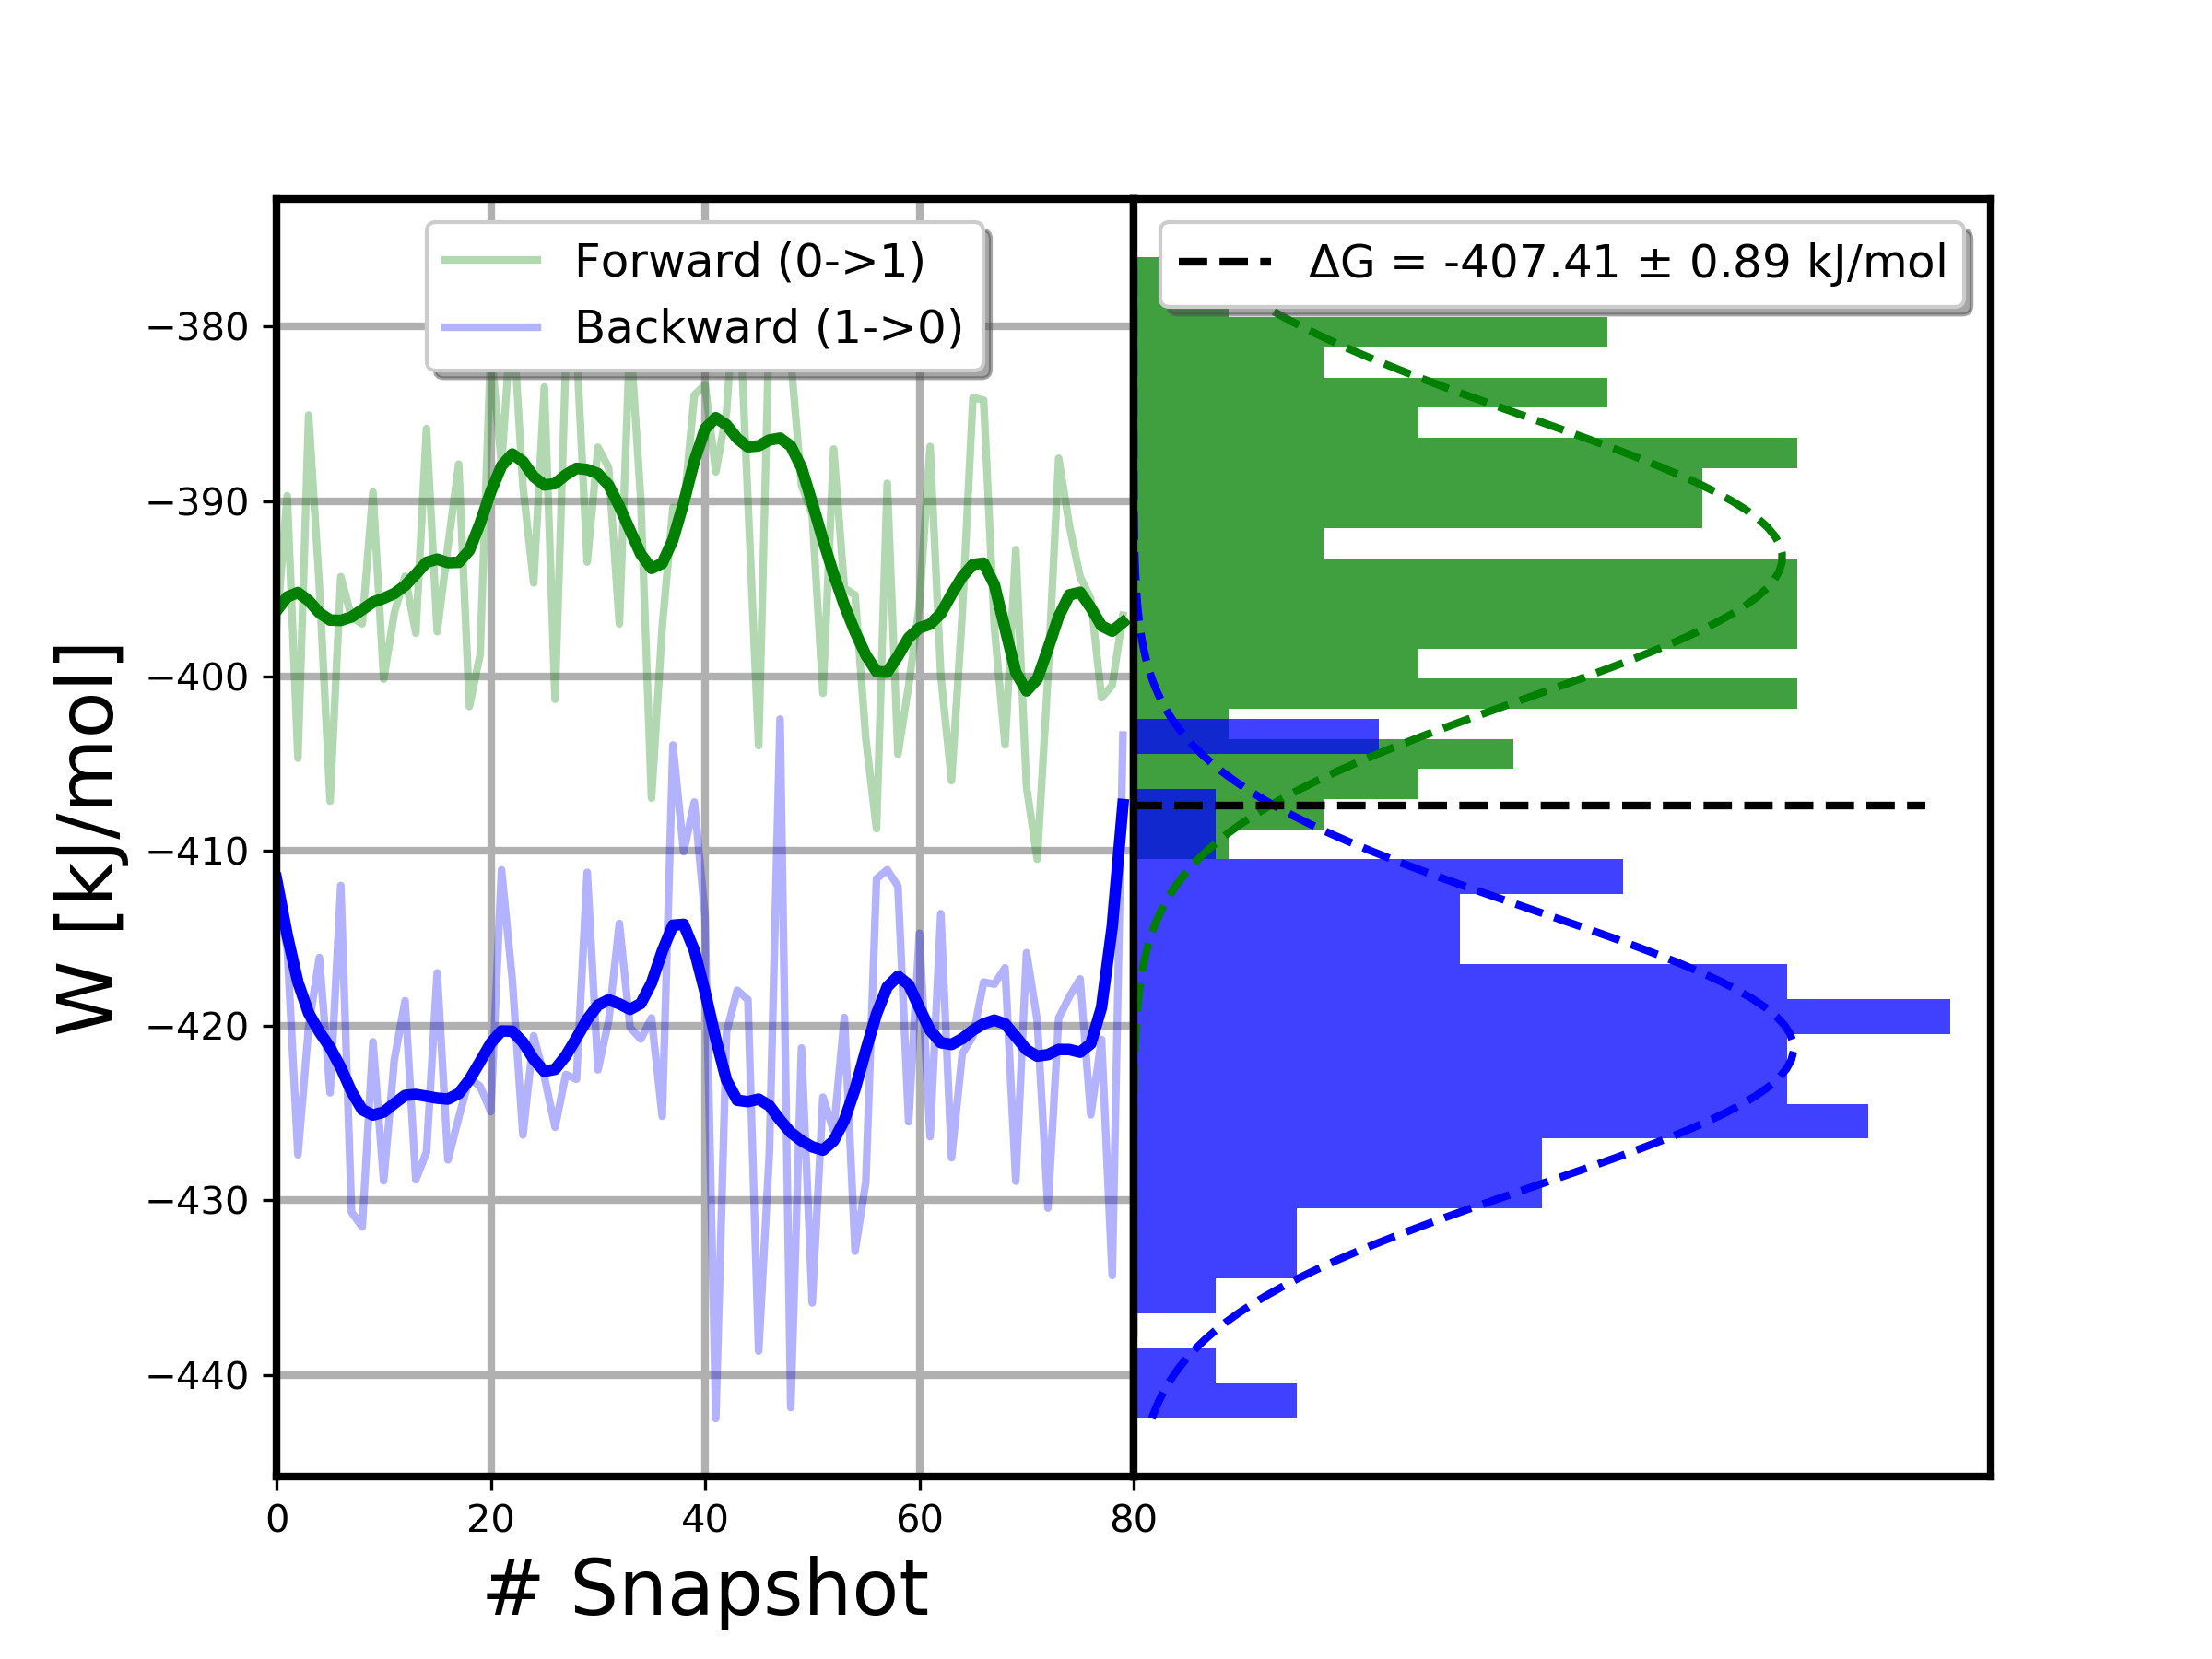 Forward (0->1)
Backward (1->0)
ΔG = -407.41 ± 0.89 kJ/mol
W [kJ/mol]
−380
−390
−400
−410
−420
−430
−440
0 20 40 60 80
# Snapshot